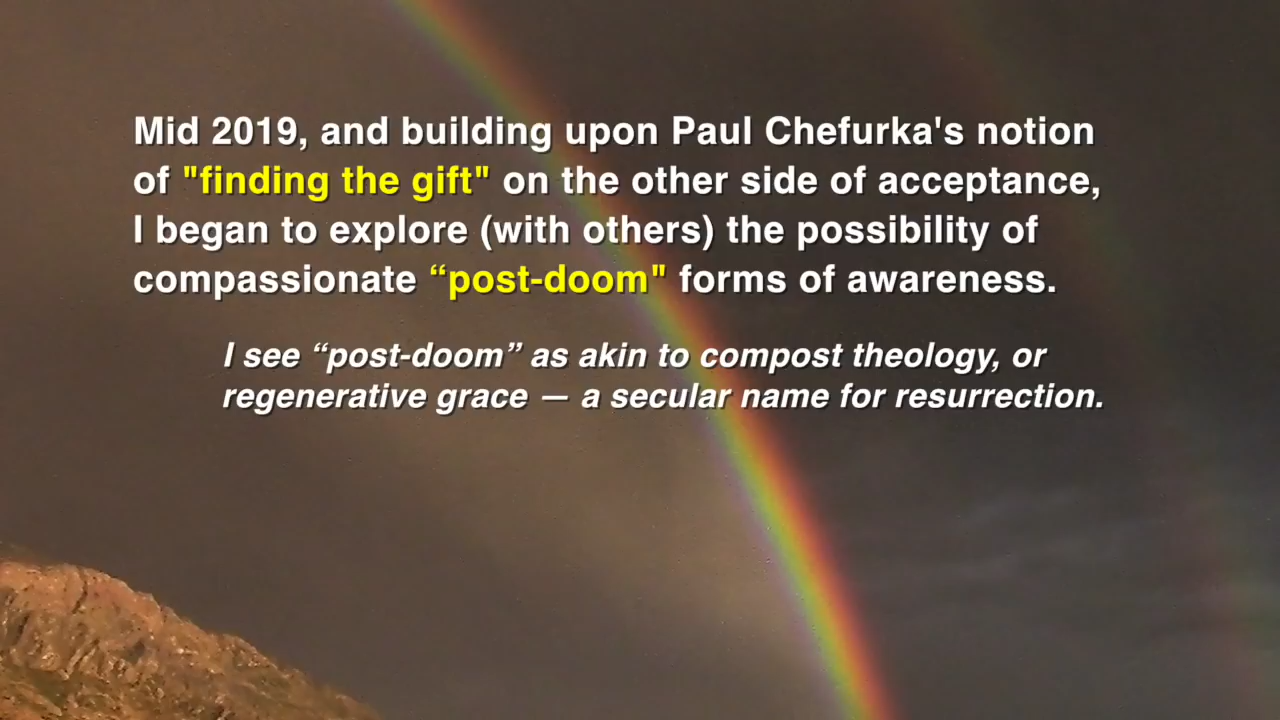 Mid 2019, and building upon Paul Chefurka's notion
of "finding the gift" on the other side of acceptance,
I began to explore (with others) the possibility of
compassionate “post-doom" forms of awareness.
I see “post-doom” as akin to compost theology, or
regenerative grace — a secular name for resurrection.